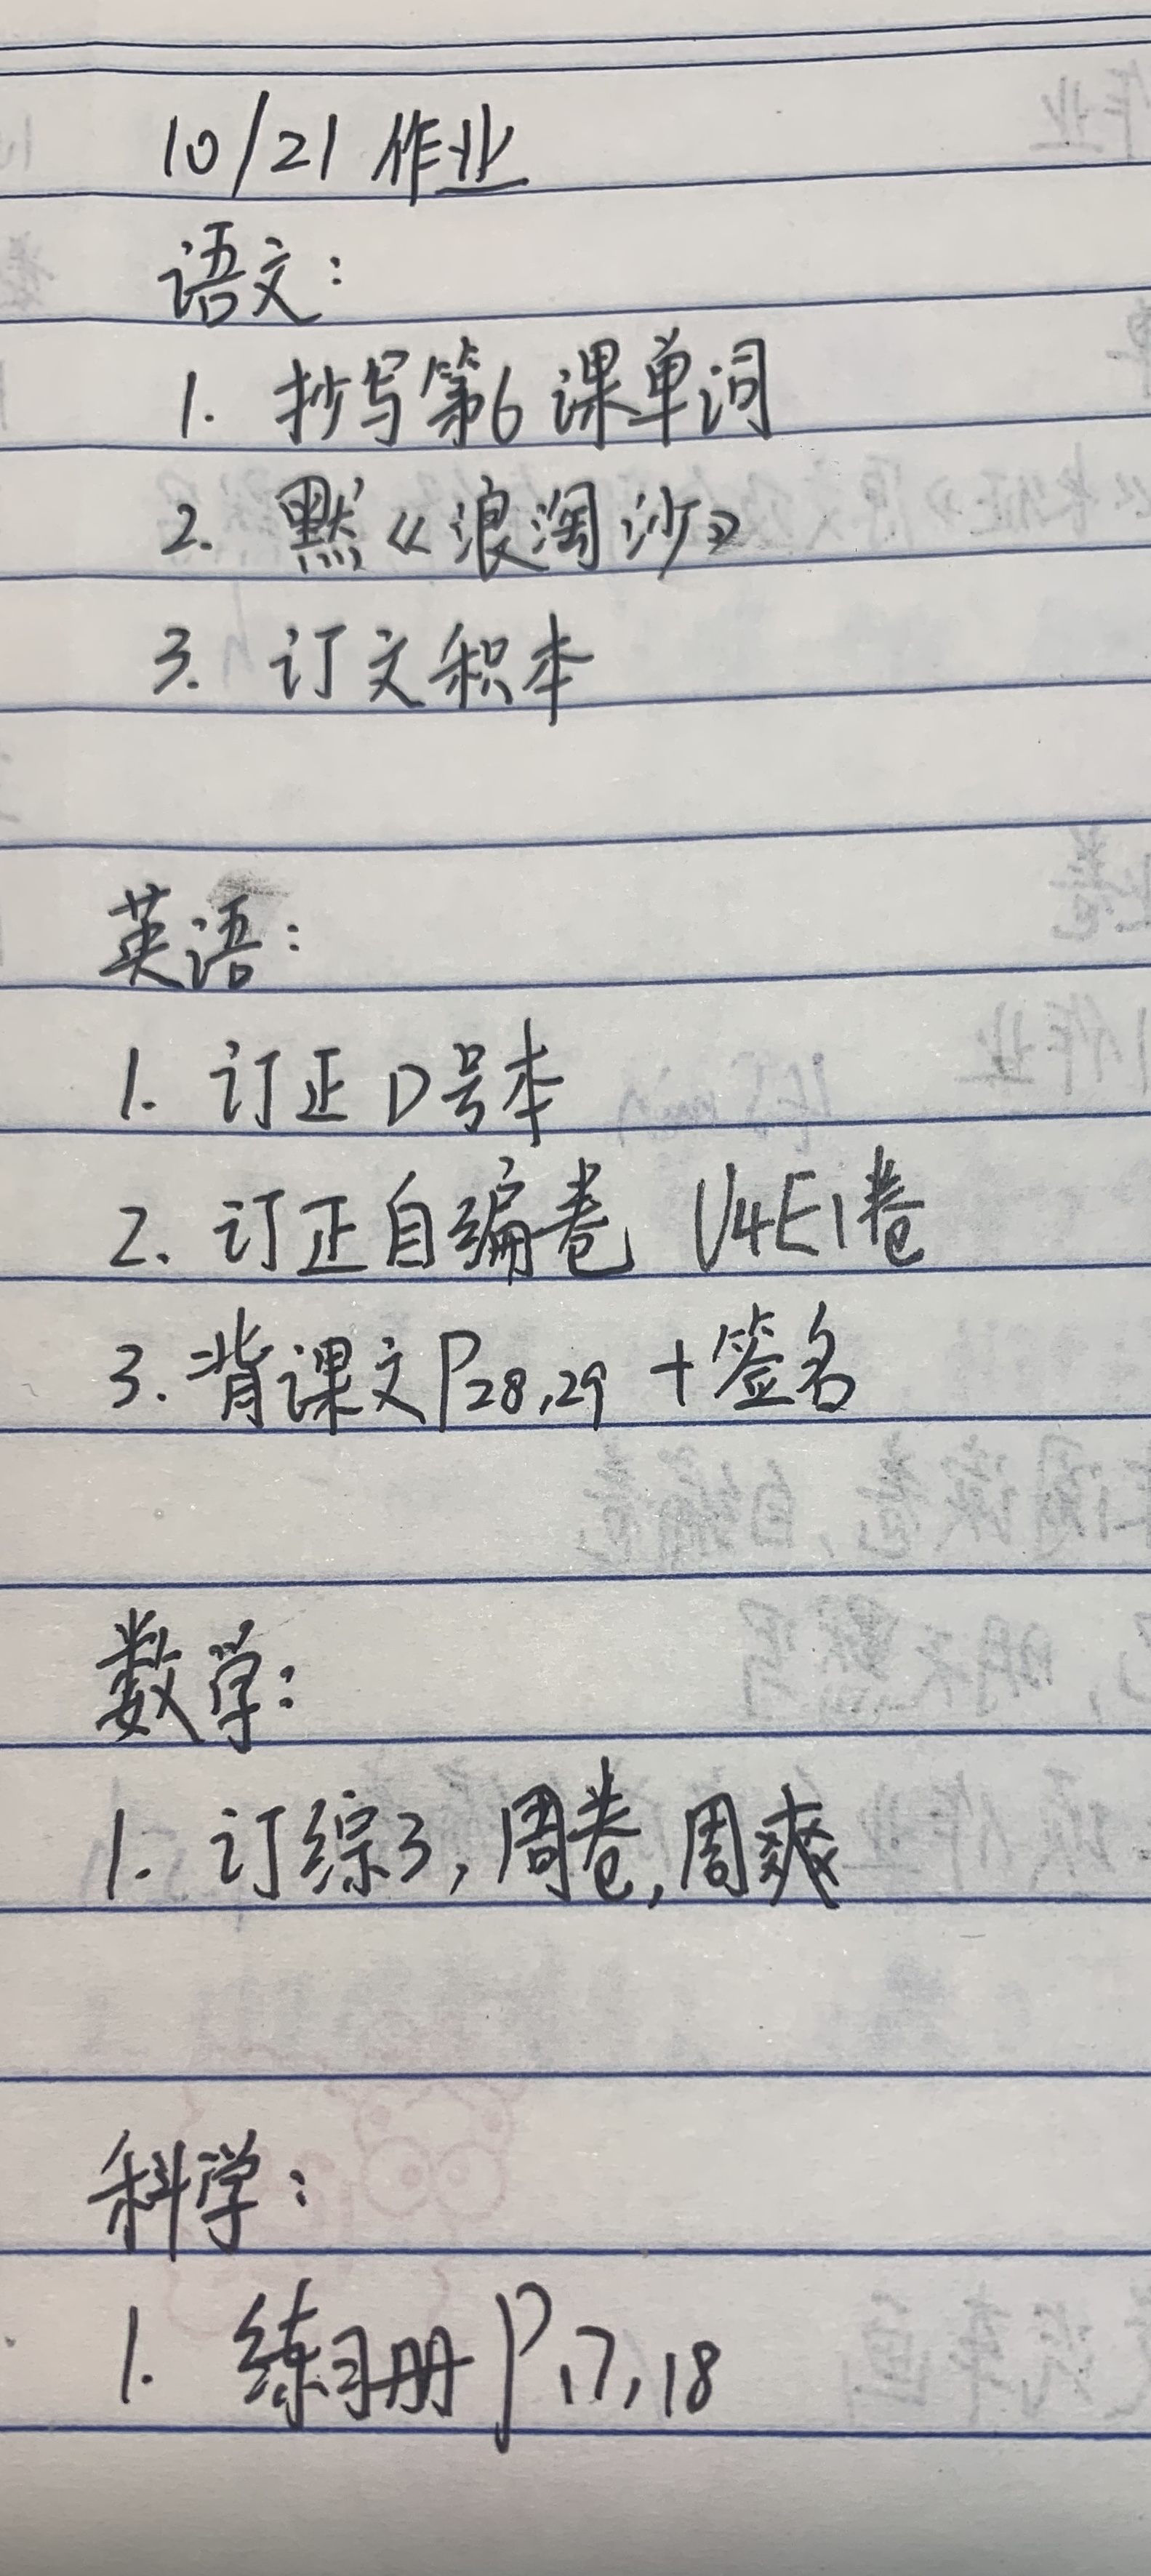 10/21 作业
语文：
1. 抄写第6课单词
2. 默《浪淘沙》
3. 订文积本
英语：
1. 订正D号本
2. 订正自编卷 U4E1卷
3. 背课文P28,29 +签名
数学：
1. 订综3,周卷,周爽
科学：
1. 练习册P17,18